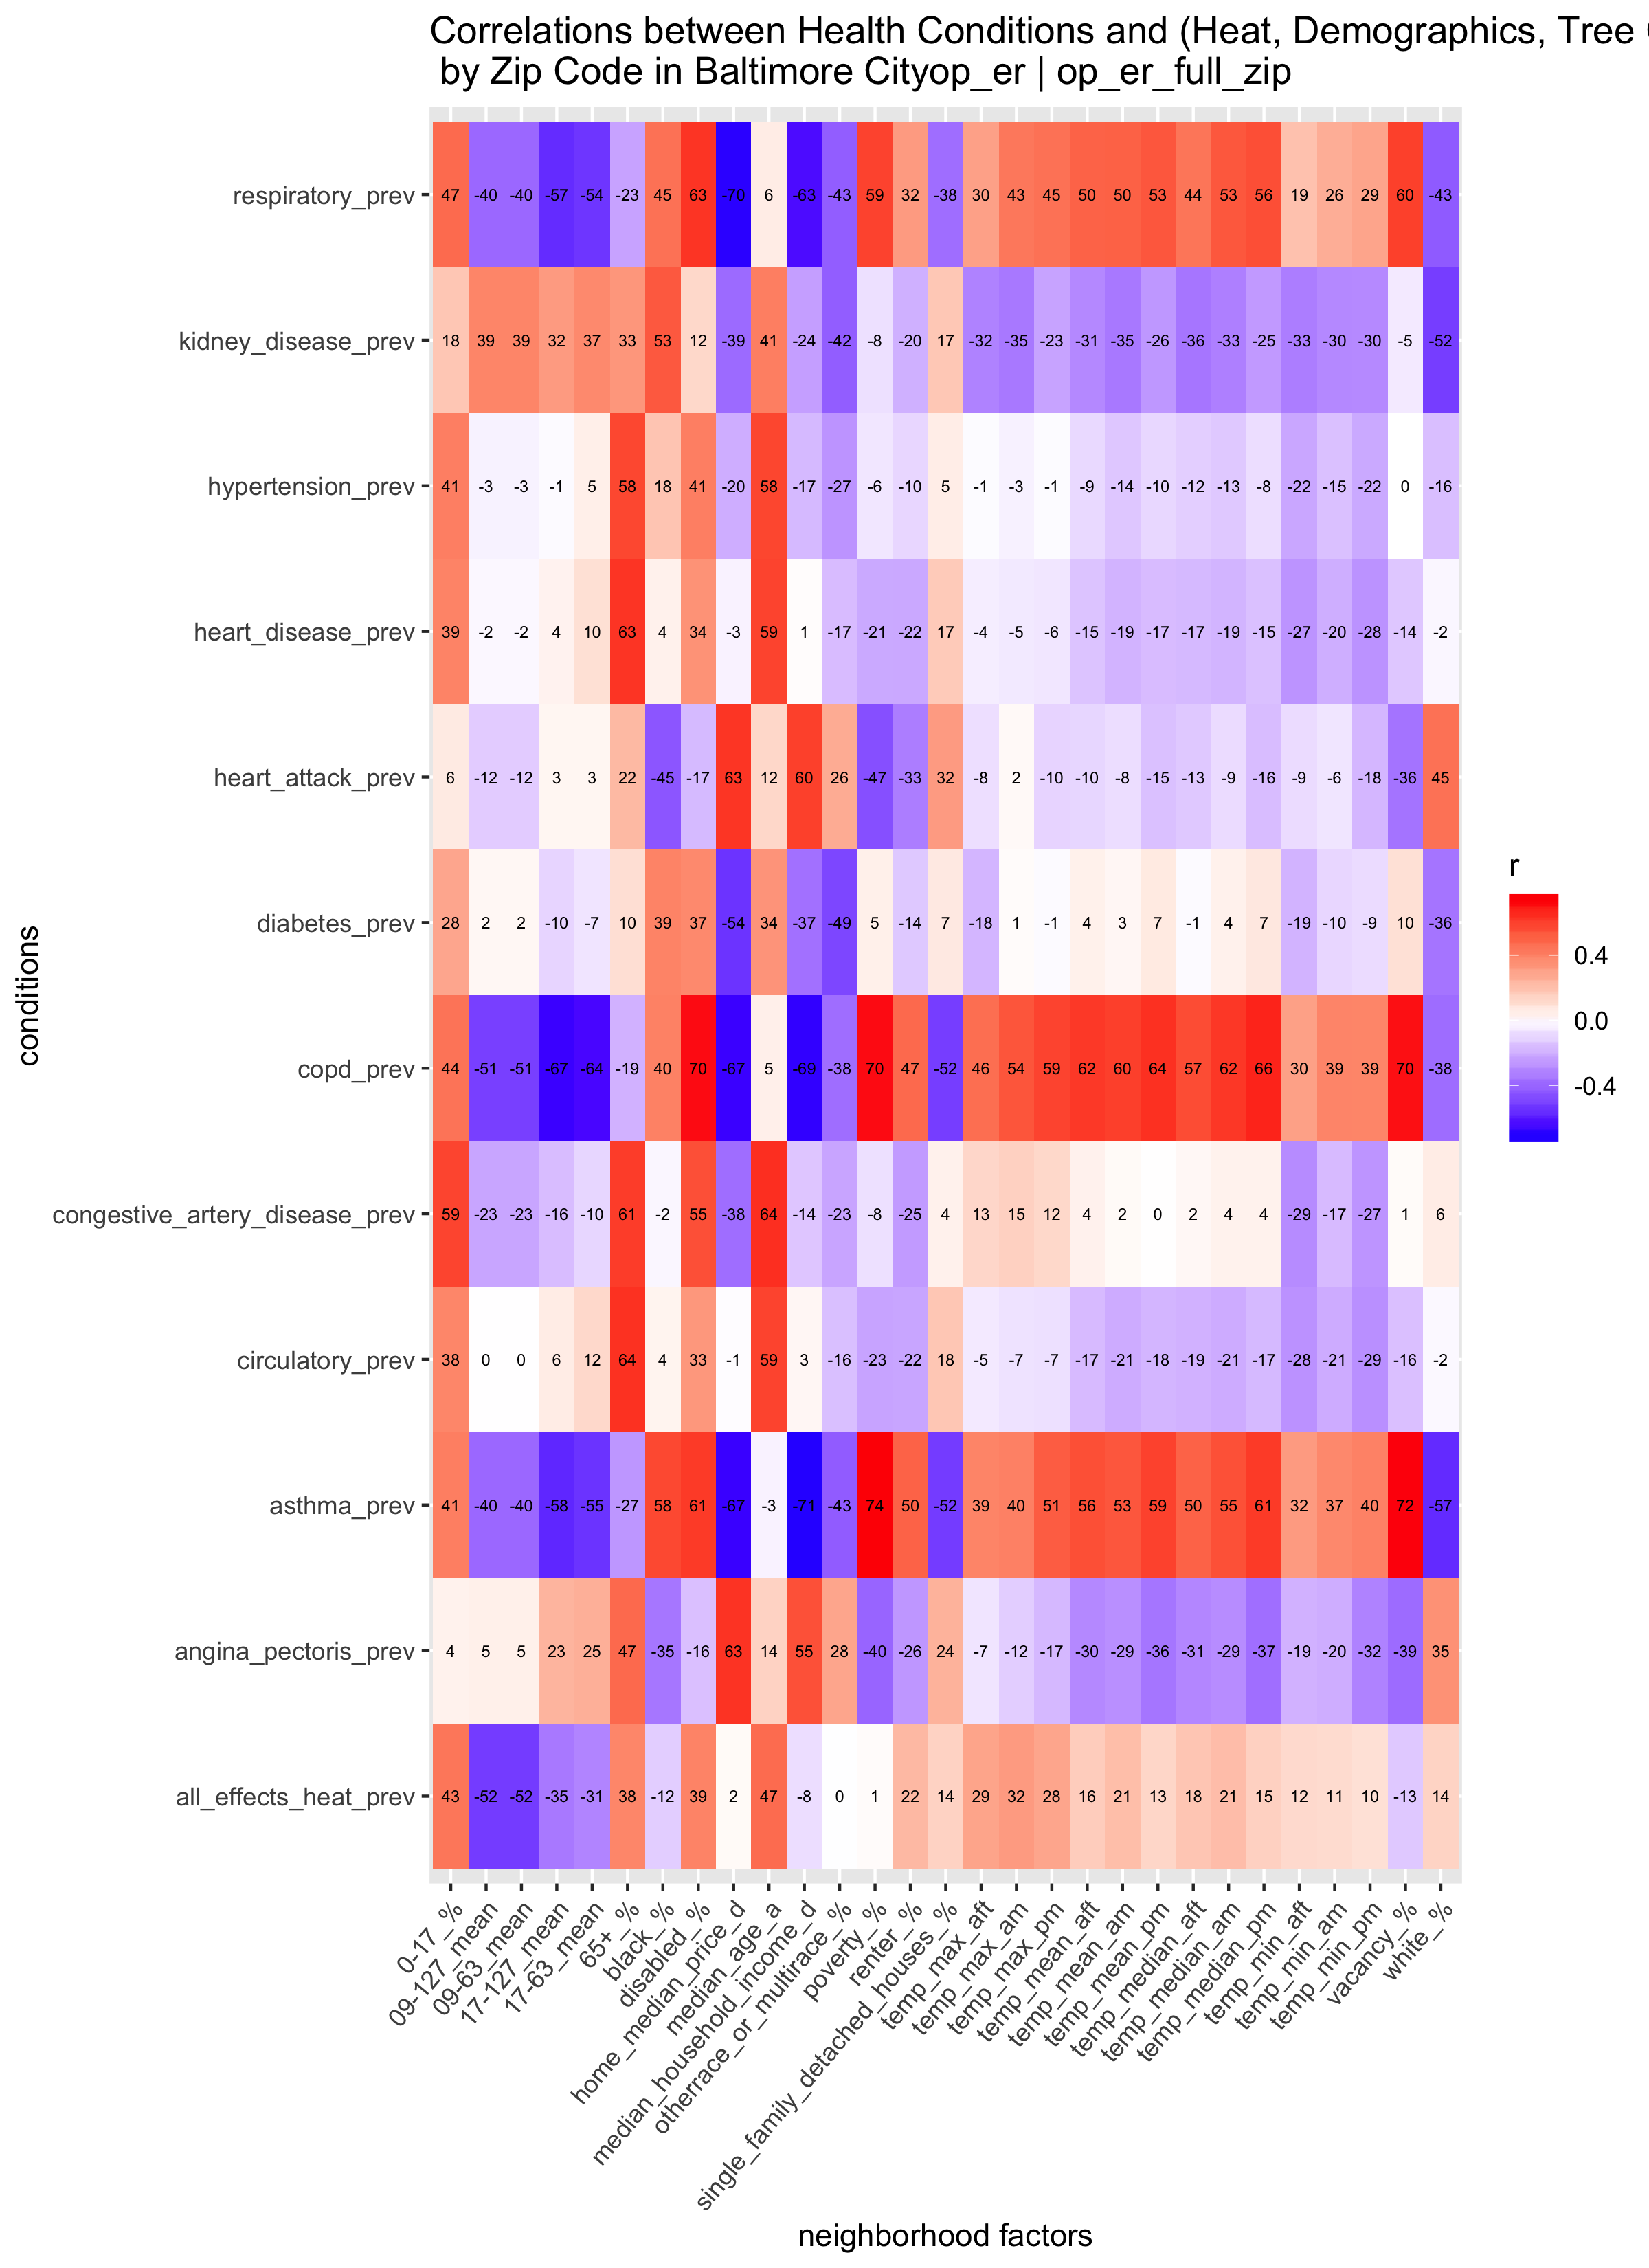 Correlations between Health Conditions and (Heat, Demographics, Tree
by Zip Code in Baltimore Cityop_er | op_er_full_zip
conditions
respiratory_prev 47 -40 -40 -57 -54 -23 45 63 -70 6 -63 -43 59 32 -38 30 43 45 50 50 53 44 53 56 19 26 29 60 -43
kidney_disease_prev 18 39 39 32 37 33 53 12 -39 41 -24 -42 -8 -20 17 -32 -35 -23 -31 -35 -26 -36 -33 -25 -33 -30 -30 -5 -52
hypertension_prev 41 -3 -3 -1 5 58 18 41 -20 58 -17 -27 -6 -10 5 -1 -3 -1 -9 -14 -10 -12 -13 -8 -22 -15 -22 0 -16
heart_disease_prev 39 -2 -2 4 10 63 4 34 -3 59 1 -17 -21 -22 17 -4 -5 -6 -15 -19 -17 -17 -19 -15 -27 -20 -28 -14 -2
heart_attack_prev 6 -12 -12 3 3 22 -45 -17 63 12 60 26 -47 -33 32 -8 2 -10 -10 -8 -15 -13 -9 -16 -9 -6 -18 -36 45
diabetes_prev 28 2 2 -10 -7 10 39 37 -54 34 -37 -49 5 -14 7 -18 1 -1 4 3 7 -1 4 7 -19 -10 -9 10 -36
copd_prev 44 -51 -51 -67 -64 -19 40 70 -67 5 -69 -38 70 47 -52 46 54 59 62 60 64 57 62 66 30 39 39 70 -38
congestive_artery_disease_prev 59 -23 -23 -16 -10 61 -2 55 -38 64 -14 -23 -8 -25 4 13 15 12 4 2 0 2 4 4 -29 -17 -27 1 6
circulatory_prev 38 0 0 6 12 64 4 33 -1 59 3 -16 -23 -22 18 -5 -7 -7 -17 -21 -18 -19 -21 -17 -28 -21 -29 -16 -2
asthma_prev 41 -40 -40 -58 -55 -27 58 61 -67 -3 -71 -43 74 50 -52 39 40 51 56 53 59 50 55 61 32 37 40 72 -57
angina_pectoris_prev 4 5 5 23 25 47 -35 -16 63 14 55 28 -40 -26 24 -7 -12 -17 -30 -29 -36 -31 -29 -37 -19 -20 -32 -39 35
all_effects_heat_prev 43 -52 -52 -35 -31 38 -12 39 2 47 -8 0 1 22 14 29 32 28 16 21 13 18 21 15 12 11 10 -13 14
0-17_%
09-127_mean
09-63_mean
17-127_mean
17-63_mean
65+_%
black_%
disabled_%
home_median_price_d
median_age_a
median_household_income_d
otherrace_or_multirace_%
poverty_%
renter_%
single_family_detached_houses_%
temp_max_aft
temp_max_am
temp_max_pm
temp_mean_aft
temp_mean_am
temp_mean_pm
temp_median_aft
temp_median_am
temp_median_pm
temp_min_aft
temp_min_am
temp_min_pm
vacancy_%
white_%
neighborhood factors
r
0.4
0.0
-0.4